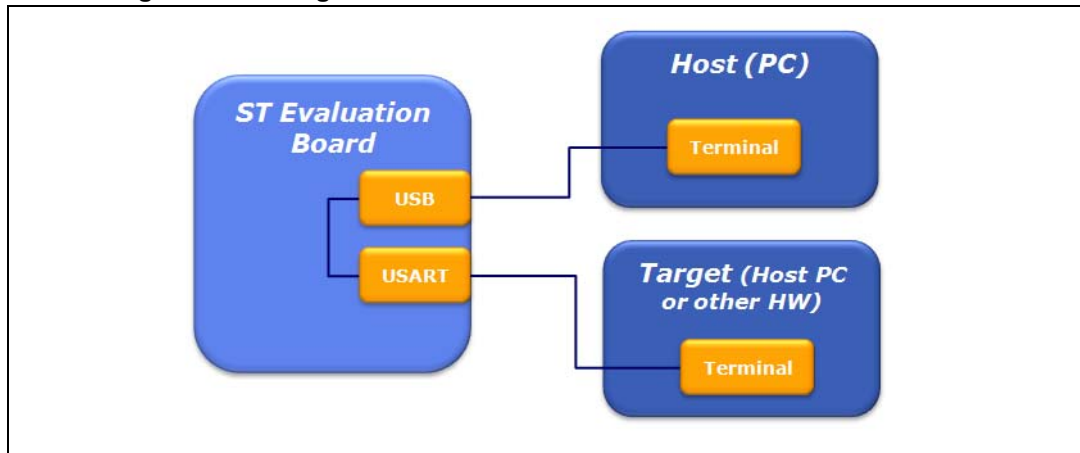 ST Evaluation
Board
USB
USART
Host (PC)
Terminal
Target (Host PC
or other HW)
Terminal